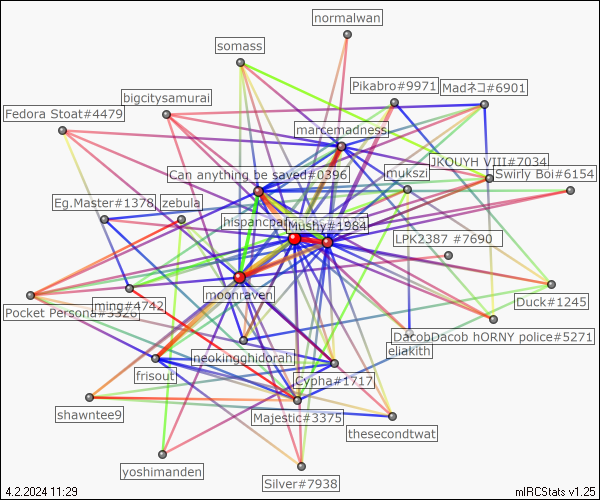 normalwan
somass
Pikabro#9971
Madネコ#6901
bigcitysamurai
Fedora Stoat#4479
marcemadness
JKOUYH VIII#7034
Can anything be saved#0396
mukszi
Swirly Boi#6154
Eg.Master#1378
zebula
Mushy#1984
LPK2387 #7690
moonraven
Duck#1245
ming#4742
Pocket Persona#3326
DacobDacob hORNY police#5271
eliakith
neokingghidorah
frisout
Cypha#1717
shawntee9
Majestic#3375
thesecondtwat
yoshimanden
Silver#7938
4.2.2024 11:29
mIRCStats v1.25